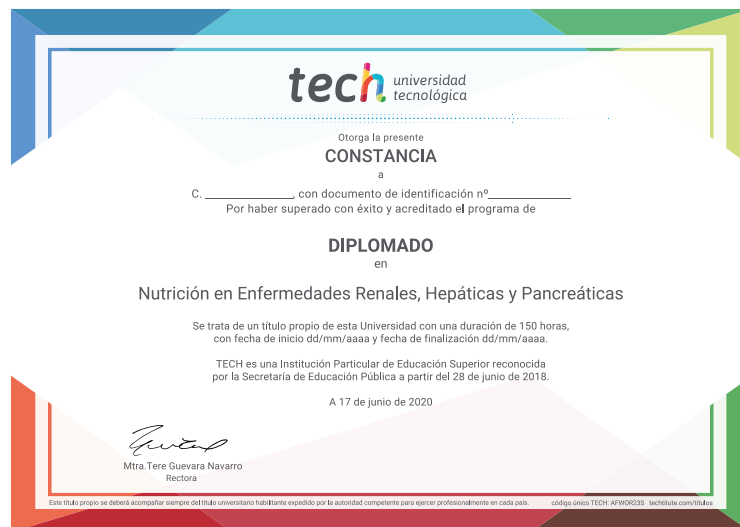 tech universidad
tecnológica
Otorga la presente
CONSTANCIA
a
C. ______________, con documento de identificación nº______________
Por haber superado con éxito y acreditado el programa de
DIPLOMADO
en
Nutrición en Enfermedades Renales, Hepáticas y Pancreáticas
Se trata de un título propio de esta Universidad con una duración de 150 horas,
con fecha de inicio dd/mm/aaaa y fecha de finalización dd/mm/aaaa.
TECH es una Institución Particular de Educación Superior reconocida
por la Secretaría de Educación Pública a partir del 28 de junio de 2018.
A 17 de junio de 2020
Mtra.Tere Guevara Navarro
Rectora
Este título propio se deberá acompañar siempre del título universitario habilitante expedido por la autoridad competente para ejercer profesionalmente en cada país. código único TECH: AFWOR23S techtitute.com/titulos